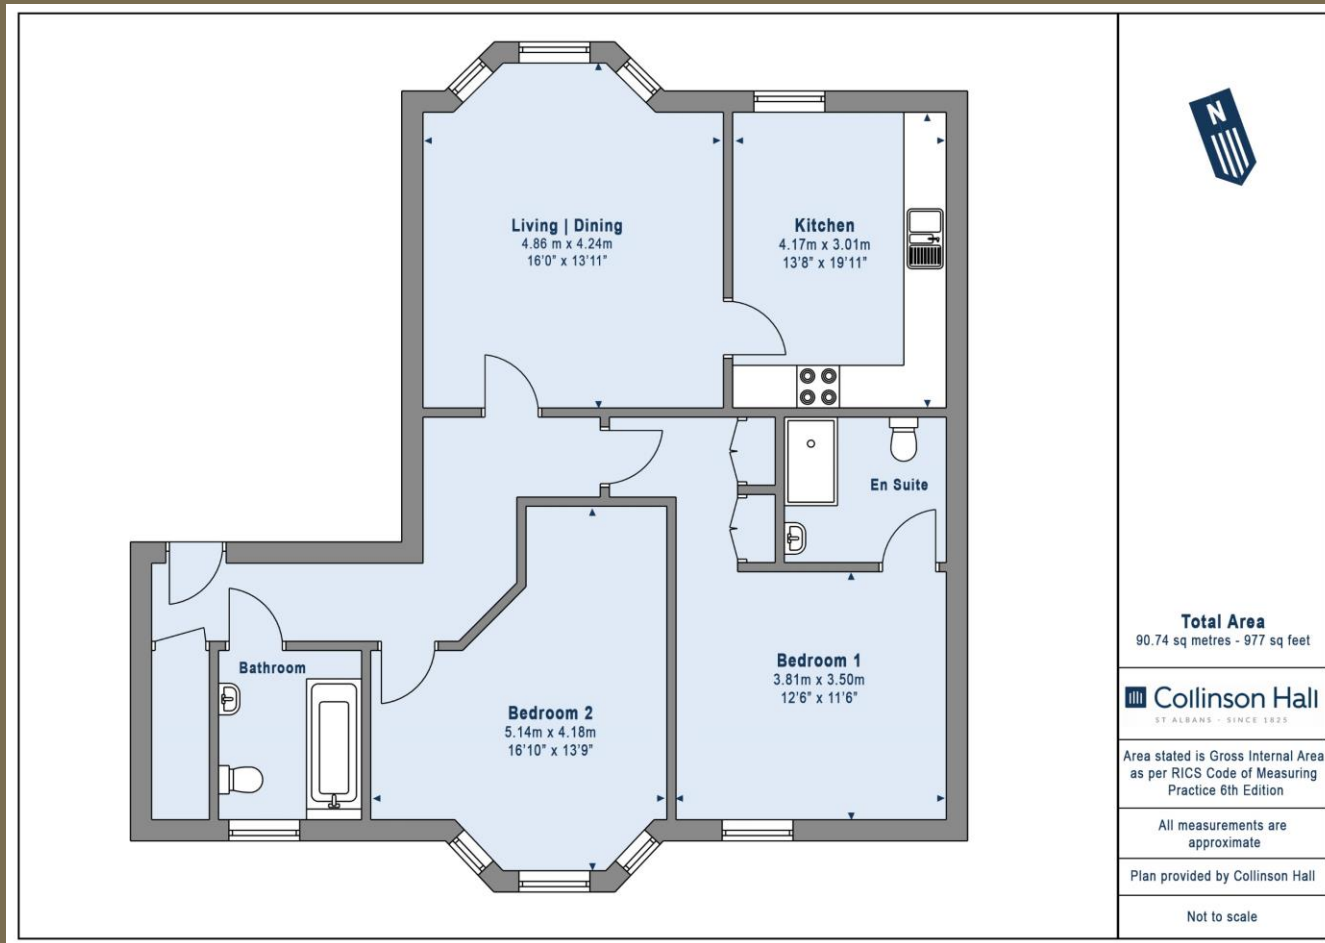 N
Living | Dining
4.86 m x 4.24m
16'0” x 13'11”
Kitchen
4.17m x 3.01m
13'8” x 19'11”
En Suite
Bathroom
Bedroom 2
5.14m x 4.18m
16'10” x 13'9”
Bedroom 1
3.81m x 3.50m
12'6” x 11'6”
Total Area
90.74 sq metres - 977 sq feet
Collinson Hall
ST ALBANS - SINCE 1825
Area stated is Gross Internal Area
as per RICS Code of Measuring
Practice 6th Edition
All measurements are
approximate
Plan provided by Collinson Hall
Not to scale